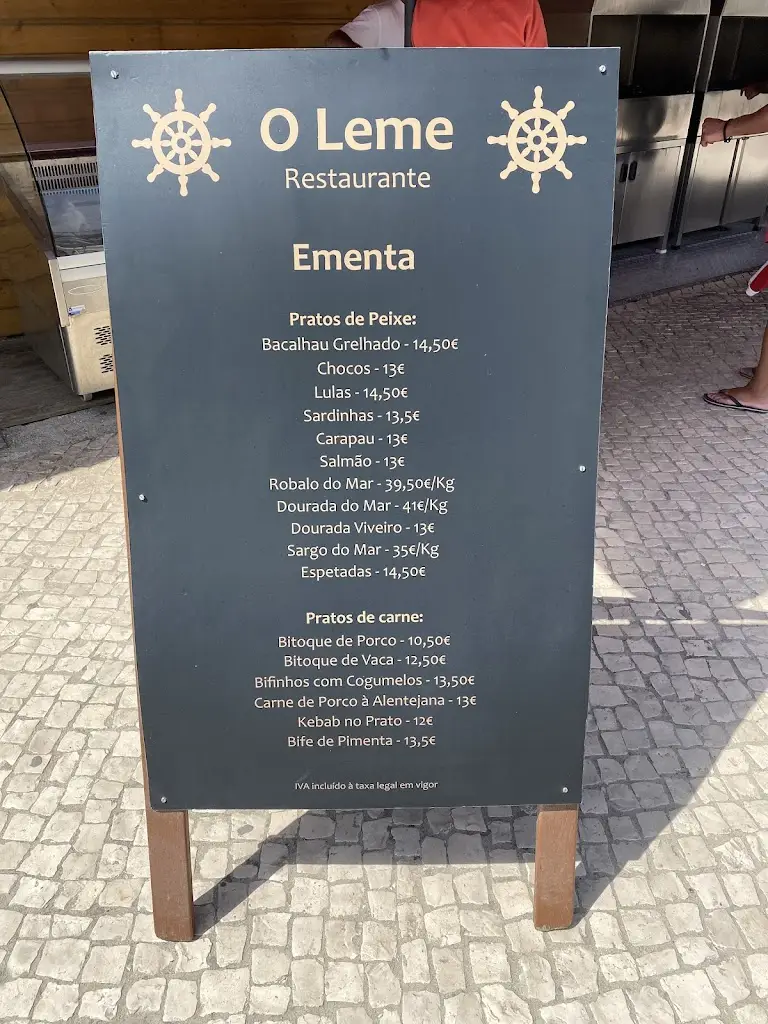 O Leme
Restaurante
Ementa
Pratos de Peixe:
Bacalhau Grelhado - 14,50€
Chocos - 13€
Lulas - 14,50€
Sardinhas - 13,5€
Carapau - 13€
Salmão - 13€
Robalo do Mar - 39,50€/Kg
Dourada do Mar - 41€/Kg
Dourada Viveiro - 13€
Sargo do Mar - 35€/Kg
Espetadas - 14,50€
Pratos de carne:
Bitoque de Porco - 10,50€
Bitoque de Vaca - 12,50€
Bifinhos com Cogumelos - 13,50€
Carne de Porco à Alentejana - 13€
Kebab no Prato - 12€
Bife de Pimenta - 13,5€
IVA incluído à taxa legal em vigor